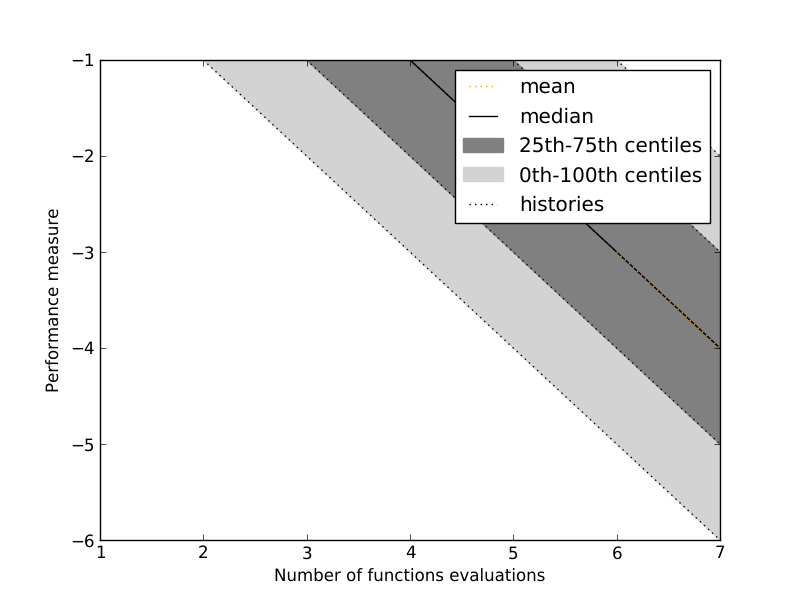 −1
−2
−3
−4
−5
−6
Performance measure
mean
median
25th-75th centiles
0th-100th centiles
histories
1 2 3 4 5 6 7
Number of functions evaluations